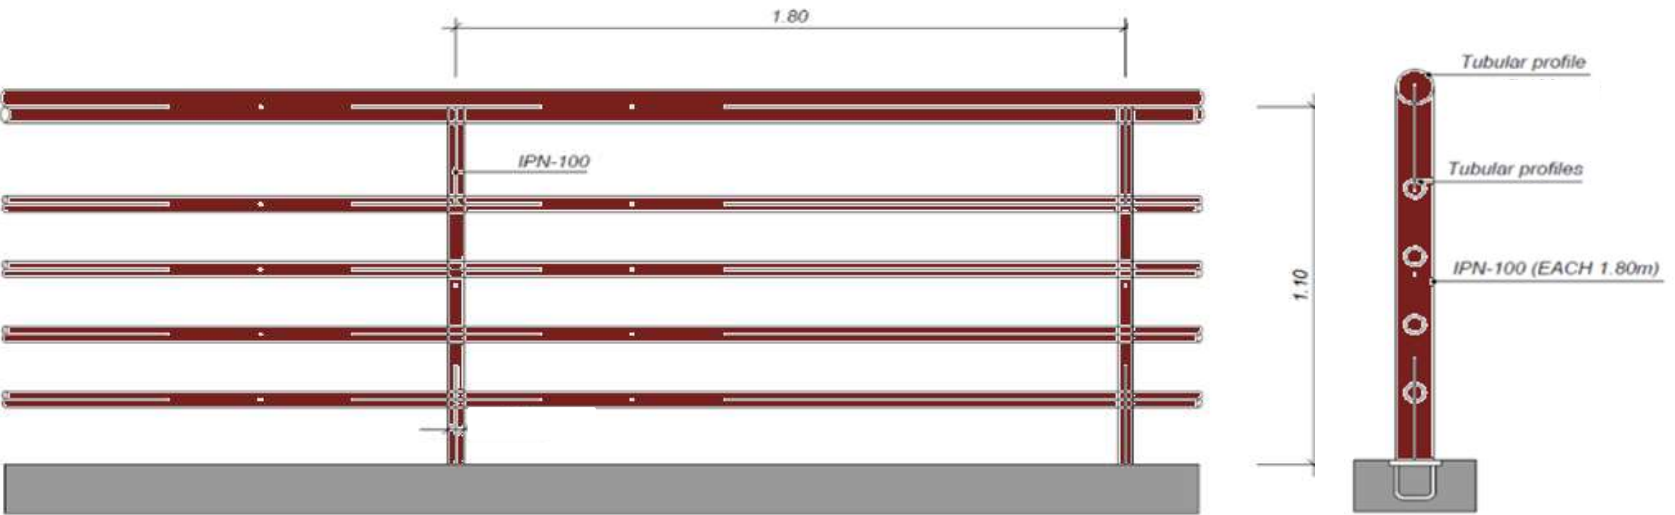 1.80
Tubular profile
IPN-100
Tubular profiles
IPN-100 (EACH 1.80m)
1.10